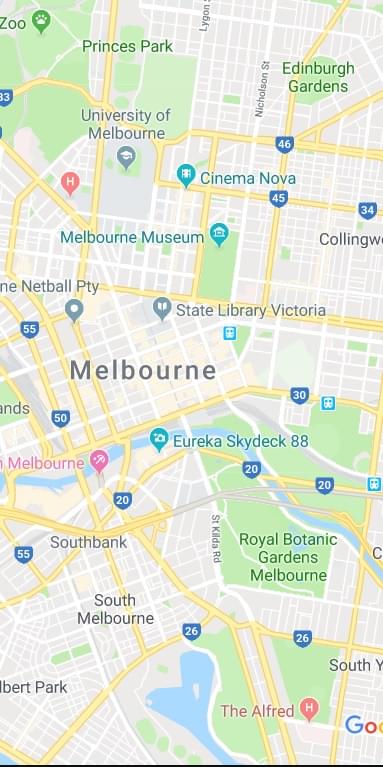 Zoo
Princes Park
Lygon S
Nicholson St
Edinburgh
Gardens
83
University of
Melbourne
46
H
Cinema Nova
45
34
Melbourne Museum
Collingw
ne Netball Pty
State Library Victoria
55
Melbourne
30
ands
50
Eureka Skydeck 88
n Melbourne
20
20
20
St Kilda Rd
Royal Botanic
Gardens
Melbourne
Southbank
55
C
South
Melbourne
26
26
South Y
lbert Park
The Alfred
H
Goo